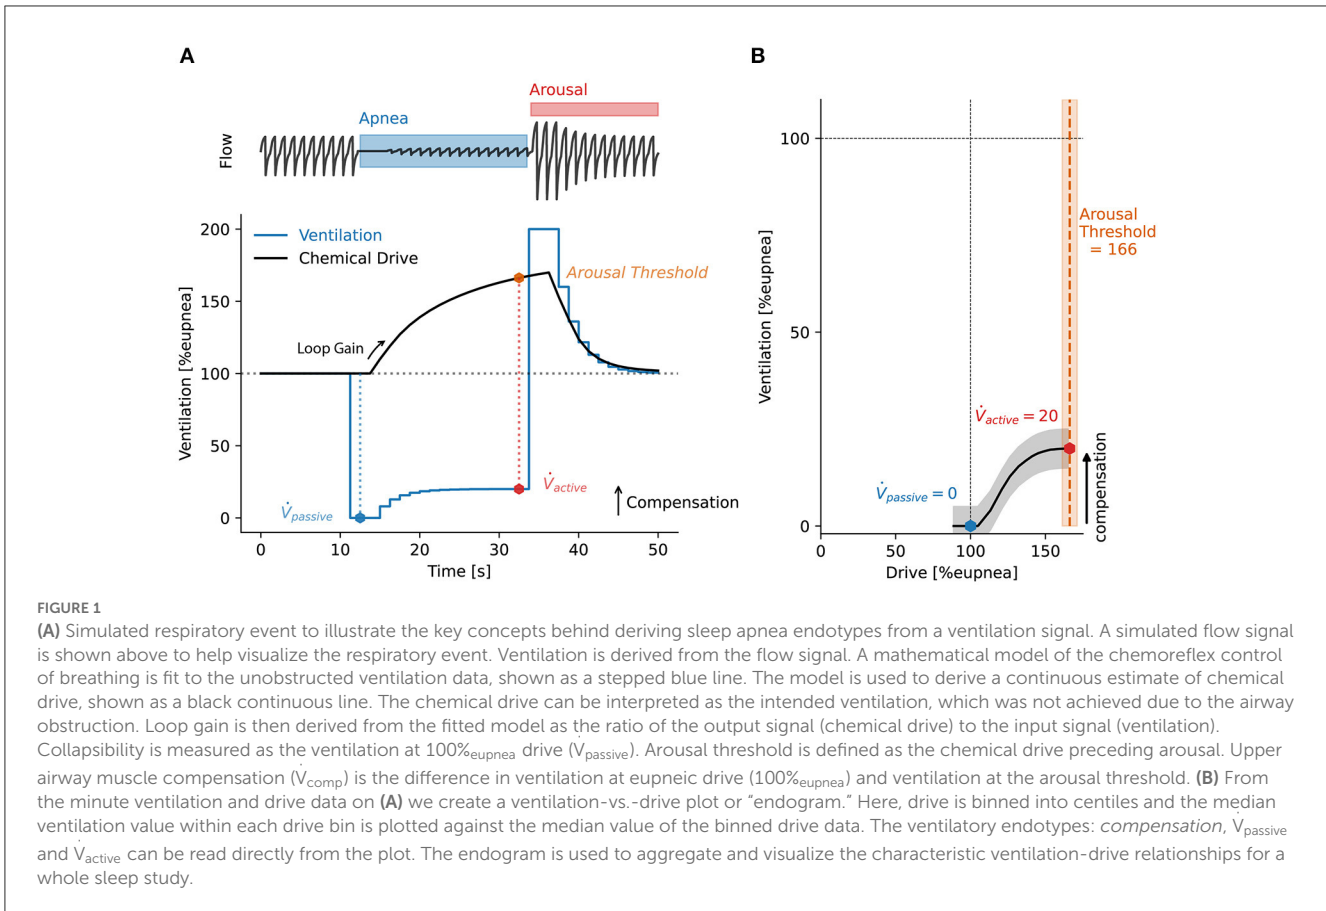 A
B
Arousal
Apnea
Flow
200
150
100
50
0
Ventilation [%eupnea]
Ventilation
Chemical Drive
Arousal Threshold
Loop Gain
V̇passive
V̇active
Compensation
0 10 20 30 40 50
Time [s]
100
50
0
Ventilation [%eupnea]
Arousal
Threshold
= 166
V̇active = 20
V̇passive = 0
compensation
0 50 100 150
Drive [%eupnea]
FIGURE 1
(A) Simulated respiratory event to illustrate the key concepts behind deriving sleep apnea endotypes from a ventilation signal. A simulated flow signal
is shown above to help visualize the respiratory event. Ventilation is derived from the flow signal. A mathematical model of the chemoreflex control
of breathing is fit to the unobstructed ventilation data, shown as a stepped blue line. The model is used to derive a continuous estimate of chemical
drive, shown as a black continuous line. The chemical drive can be interpreted as the intended ventilation, which was not achieved due to the airway
obstruction. Loop gain is then derived from the fitted model as the ratio of the output signal (chemical drive) to the input signal (ventilation).
Collapsibility is measured as the ventilation at 100%eupnea drive (V̇passive). Arousal threshold is defined as the chemical drive preceding arousal. Upper
airway muscle compensation (V̇comp) is the difference in ventilation at eupneic drive (100%eupnea) and ventilation at the arousal threshold. (B) From
the minute ventilation and drive data on (A) we create a ventilation-vs.-drive plot or "endogram." Here, drive is binned into centiles and the median
ventilation value within each drive bin is plotted against the median value of the binned drive data. The ventilatory endotypes: compensation, V̇passive
and V̇active can be read directly from the plot. The endogram is used to aggregate and visualize the characteristic ventilation-drive relationships for a
whole sleep study.